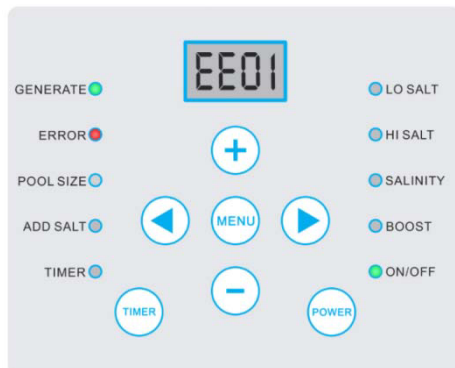 EE01
GENERATE
ERROR
POOL SIZE
ADD SALT
TIMER
LO SALT
HI SALT
SALINITY
BOOST
ON/OFF
+
MENU
−
TIMER
POWER